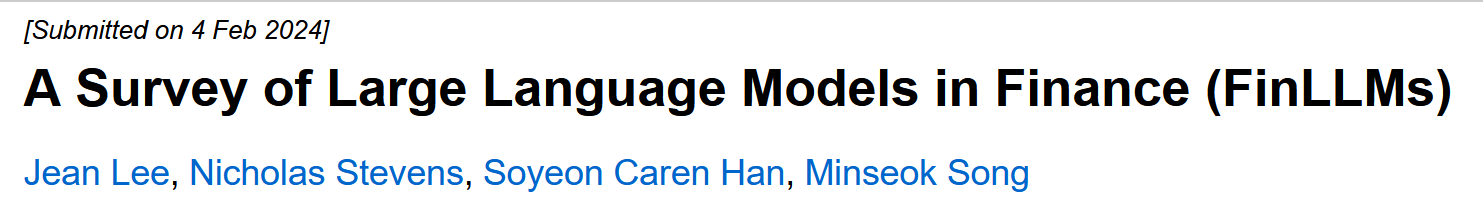 [Submitted on 4 Feb 2024]
A Survey of Large Language Models in Finance (FinLLMs)
Jean Lee, Nicholas Stevens, Soyeon Caren Han, Minseok Song